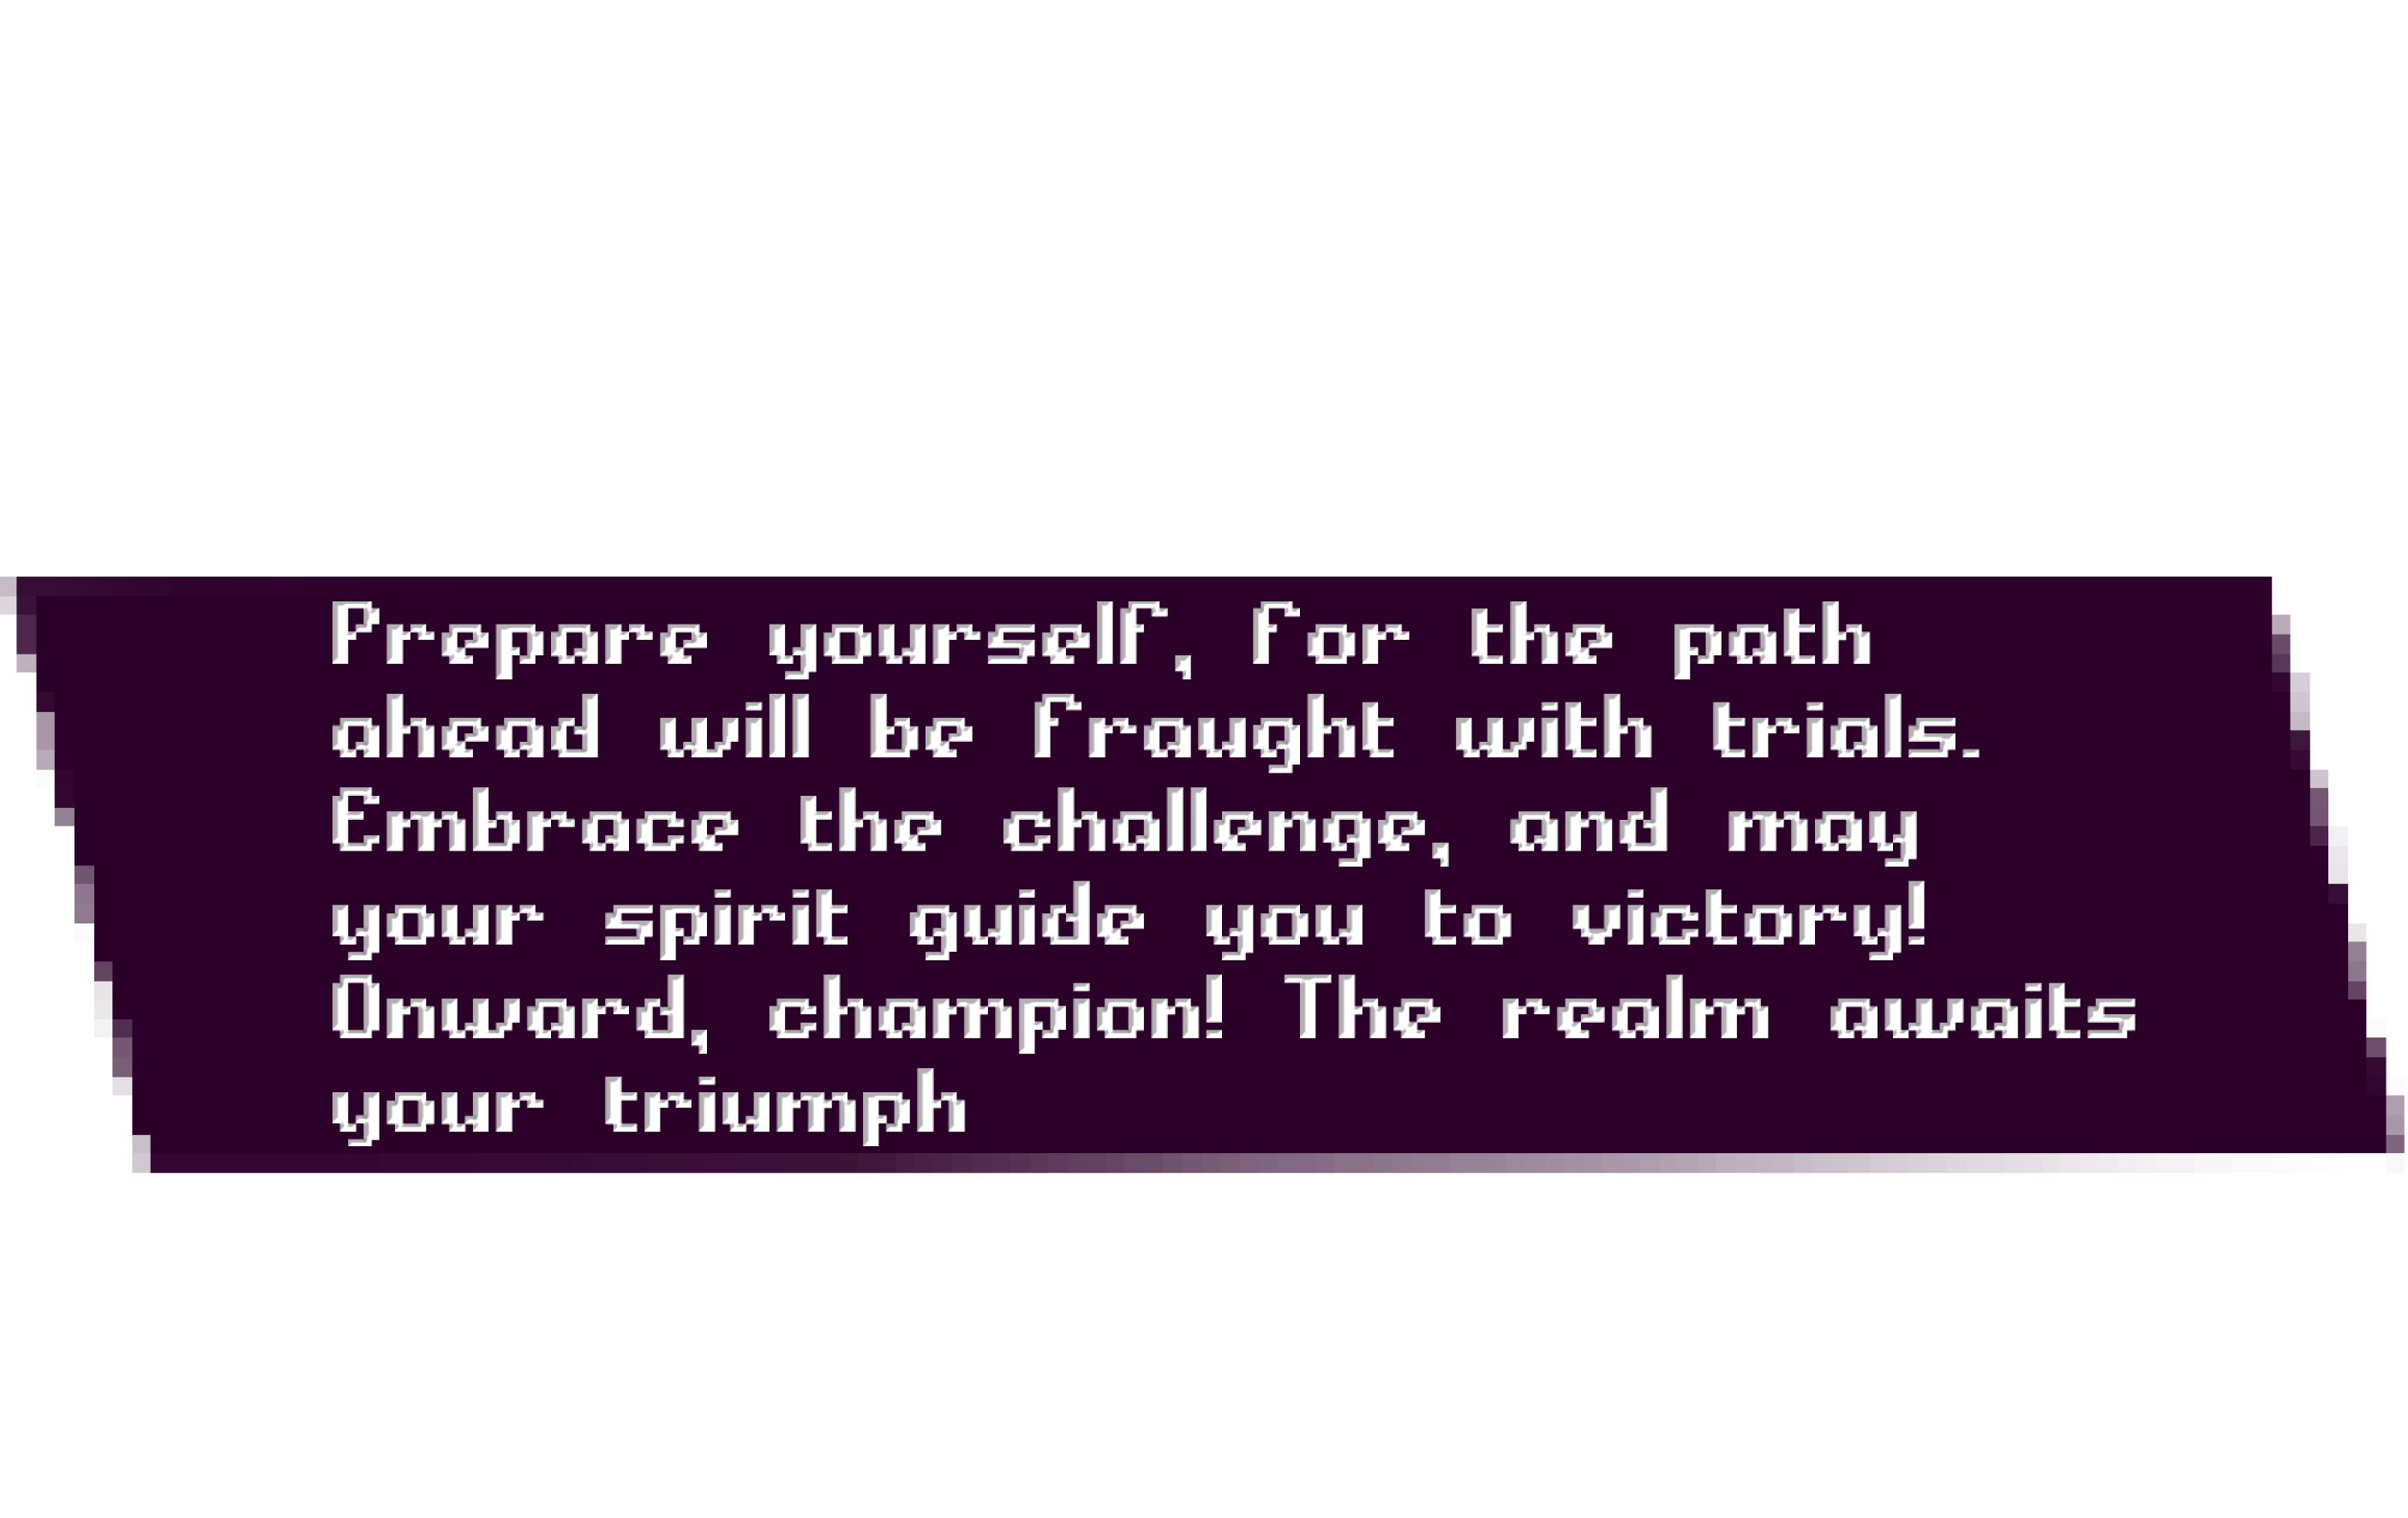 Prepare yourself, for the path
ahead will be fraught with trials.
Embrace the challenge, and may
your spirit guide you to victory!
Onward, champion! The realm awaits
your triumph